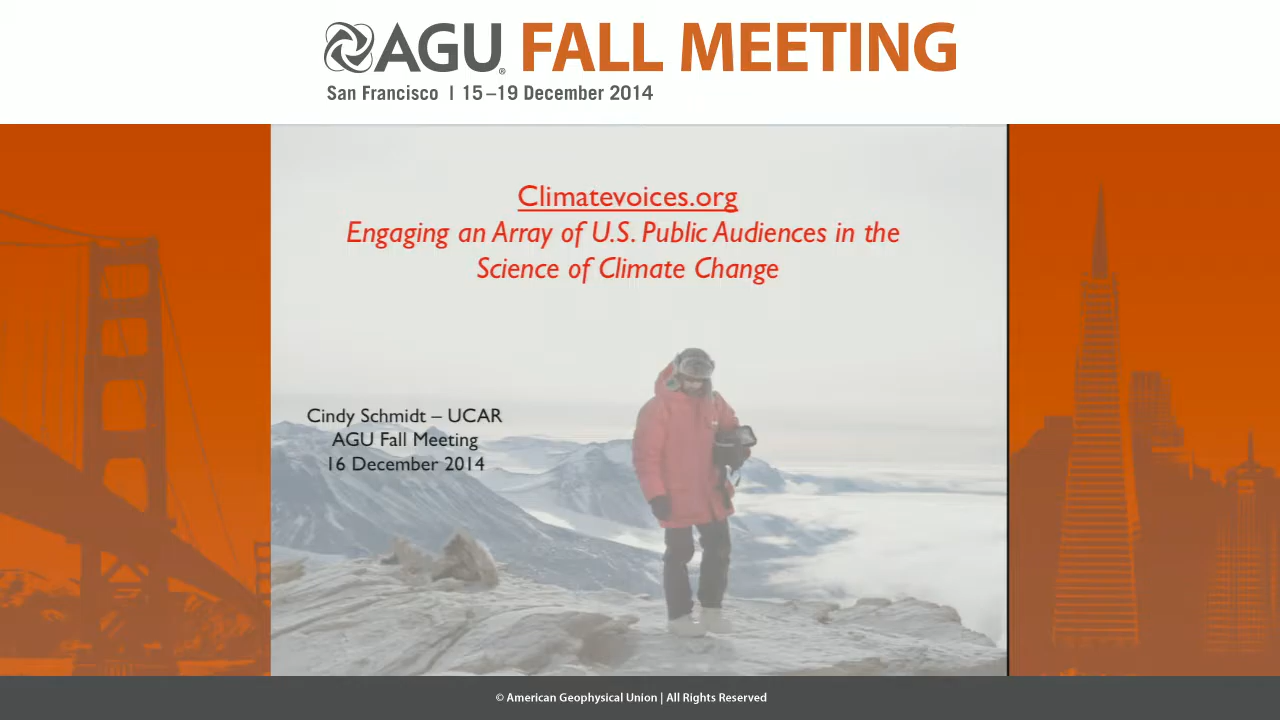 AGU® FALL MEETING
San Francisco | 15–19 December 2014
Climatevoices.org
Engaging an Array of U.S. Public Audiences in the
Science of Climate Change
Cindy Schmidt – UCAR
AGU Fall Meeting
16 December 2014
© American Geophysical Union | All Rights Reserved